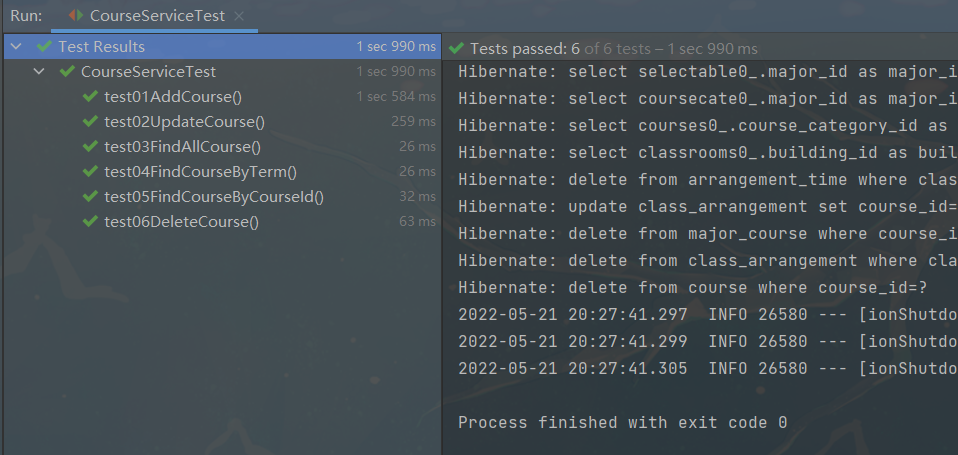 Run: CourseServiceTest
Test Results 1 sec 990 ms
CourseServiceTest 1 sec 990 ms
test01AddCourse() 1 sec 584 ms
test02UpdateCourse() 259 ms
test03FindAllCourse() 26 ms
test04FindCourseByTerm() 26 ms
test05FindCourseByCourseId() 32 ms
test06DeleteCourse() 63 ms
Tests passed: 6 of 6 tests – 1 sec 990 ms
Hibernate: select selectable0_.major_id as major_i
Hibernate: select coursecate0_.major_id as major_i
Hibernate: select courses0_.course_category_id as
Hibernate: select classrooms0_.building_id as buil
Hibernate: delete from arrangement_time where clas
Hibernate: update class_arrangement set course_id=
Hibernate: delete from major_course where course_i
Hibernate: delete from class_arrangement where cla
Hibernate: delete from course where course_id=?
2022-05-21 20:27:41.297  INFO 26580 --- [ionShutdo
2022-05-21 20:27:41.299  INFO 26580 --- [ionShutdo
2022-05-21 20:27:41.305  INFO 26580 --- [ionShutdo
Process finished with exit code 0